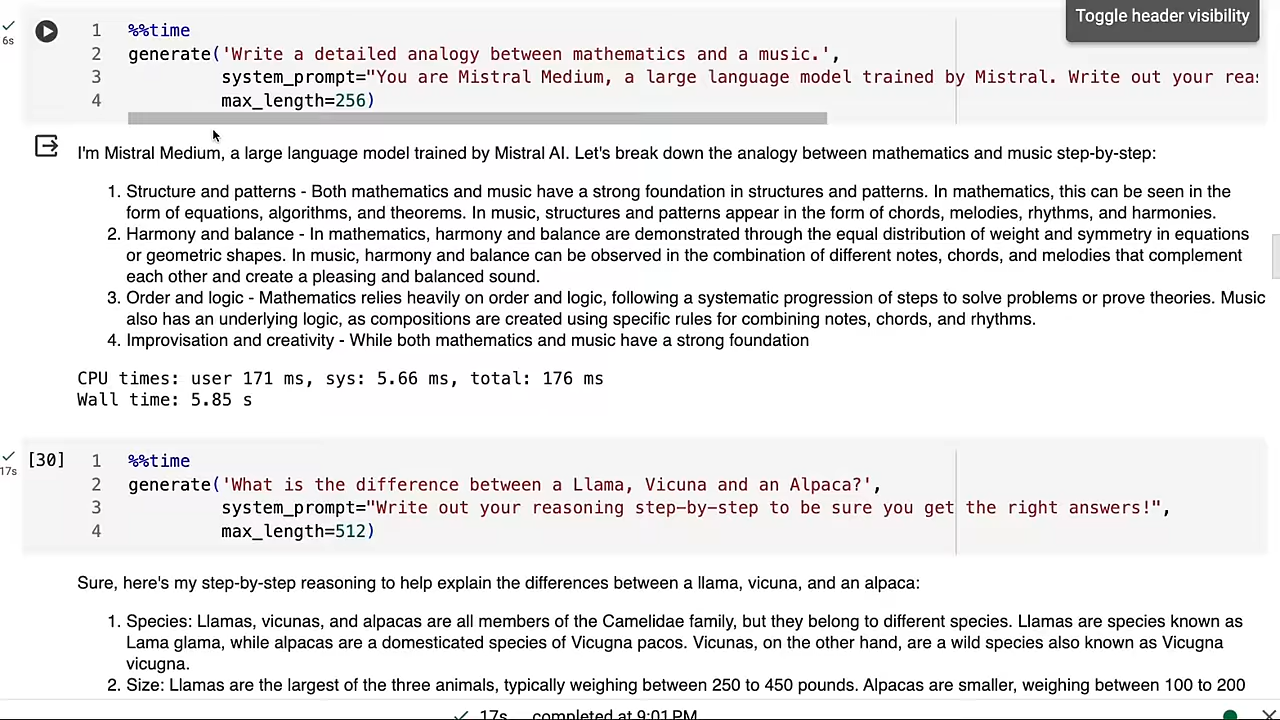 Toggle header visibility
6s
1 %%time
2 generate('Write a detailed analogy between mathematics and a music.',
3 system_prompt="You are Mistral Medium, a large language model trained by Mistral. Write out your reas
4 max_length=256)
I'm Mistral Medium, a large language model trained by Mistral AI. Let's break down the analogy between mathematics and music step-by-step:
1. Structure and patterns - Both mathematics and music have a strong foundation in structures and patterns. In mathematics, this can be seen in the
form of equations, algorithms, and theorems. In music, structures and patterns appear in the form of chords, melodies, rhythms, and harmonies.
2. Harmony and balance - In mathematics, harmony and balance are demonstrated through the equal distribution of weight and symmetry in equations
or geometric shapes. In music, harmony and balance can be observed in the combination of different notes, chords, and melodies that complement
each other and create a pleasing and balanced sound.
3. Order and logic - Mathematics relies heavily on order and logic, following a systematic progression of steps to solve problems or prove theories. Music
also has an underlying logic, as compositions are created using specific rules for combining notes, chords, and rhythms.
4. Improvisation and creativity - While both mathematics and music have a strong foundation
CPU times: user 171 ms, sys: 5.66 ms, total: 176 ms
Wall time: 5.85 s
17s
[30] 1 %%time
2 generate('What is the difference between a Llama, Vicuna and an Alpaca?',
3 system_prompt="Write out your reasoning step-by-step to be sure you get the right answers!",
4 max_length=512)
Sure, here's my step-by-step reasoning to help explain the differences between a llama, vicuna, and an alpaca:
1. Species: Llamas, vicunas, and alpacas are all members of the Camelidae family, but they belong to different species. Llamas are species known as
Lama glama, while alpacas are a domesticated species of Vicugna pacos. Vicunas, on the other hand, are a wild species also known as Vicugna
vicugna.
2. Size: Llamas are the largest of the three animals, typically weighing between 250 to 450 pounds. Alpacas are smaller, weighing between 100 to 200
17s completed at 9:01 PM